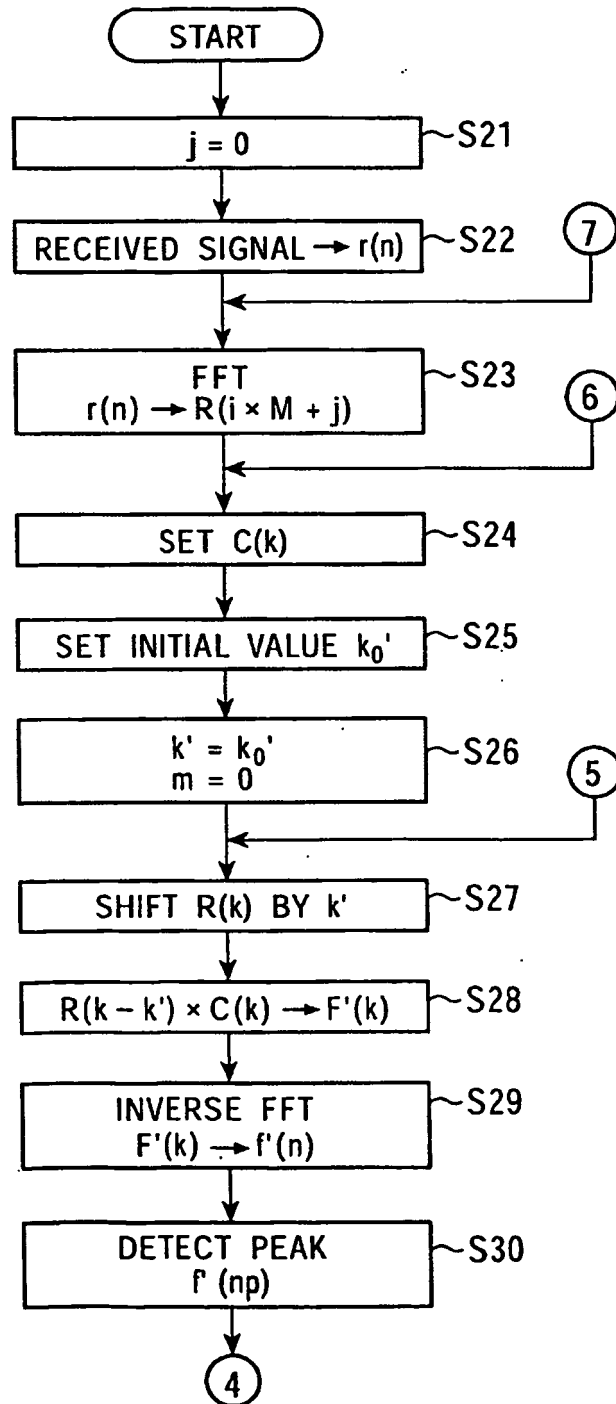 START
j = 0
S21
RECEIVED SIGNAL → r(n)
S22
7
FFT
r(n) → R(i × M + j)
S23
6
SET C(k)
S24
SET INITIAL VALUE k₀'
S25
k' = k₀'
m = 0
S26
5
SHIFT R(k) BY k'
S27
R(k – k') × C(k) → F'(k)
S28
INVERSE FFT
F'(k) → f'(n)
S29
DETECT PEAK
f' (np)
S30
4